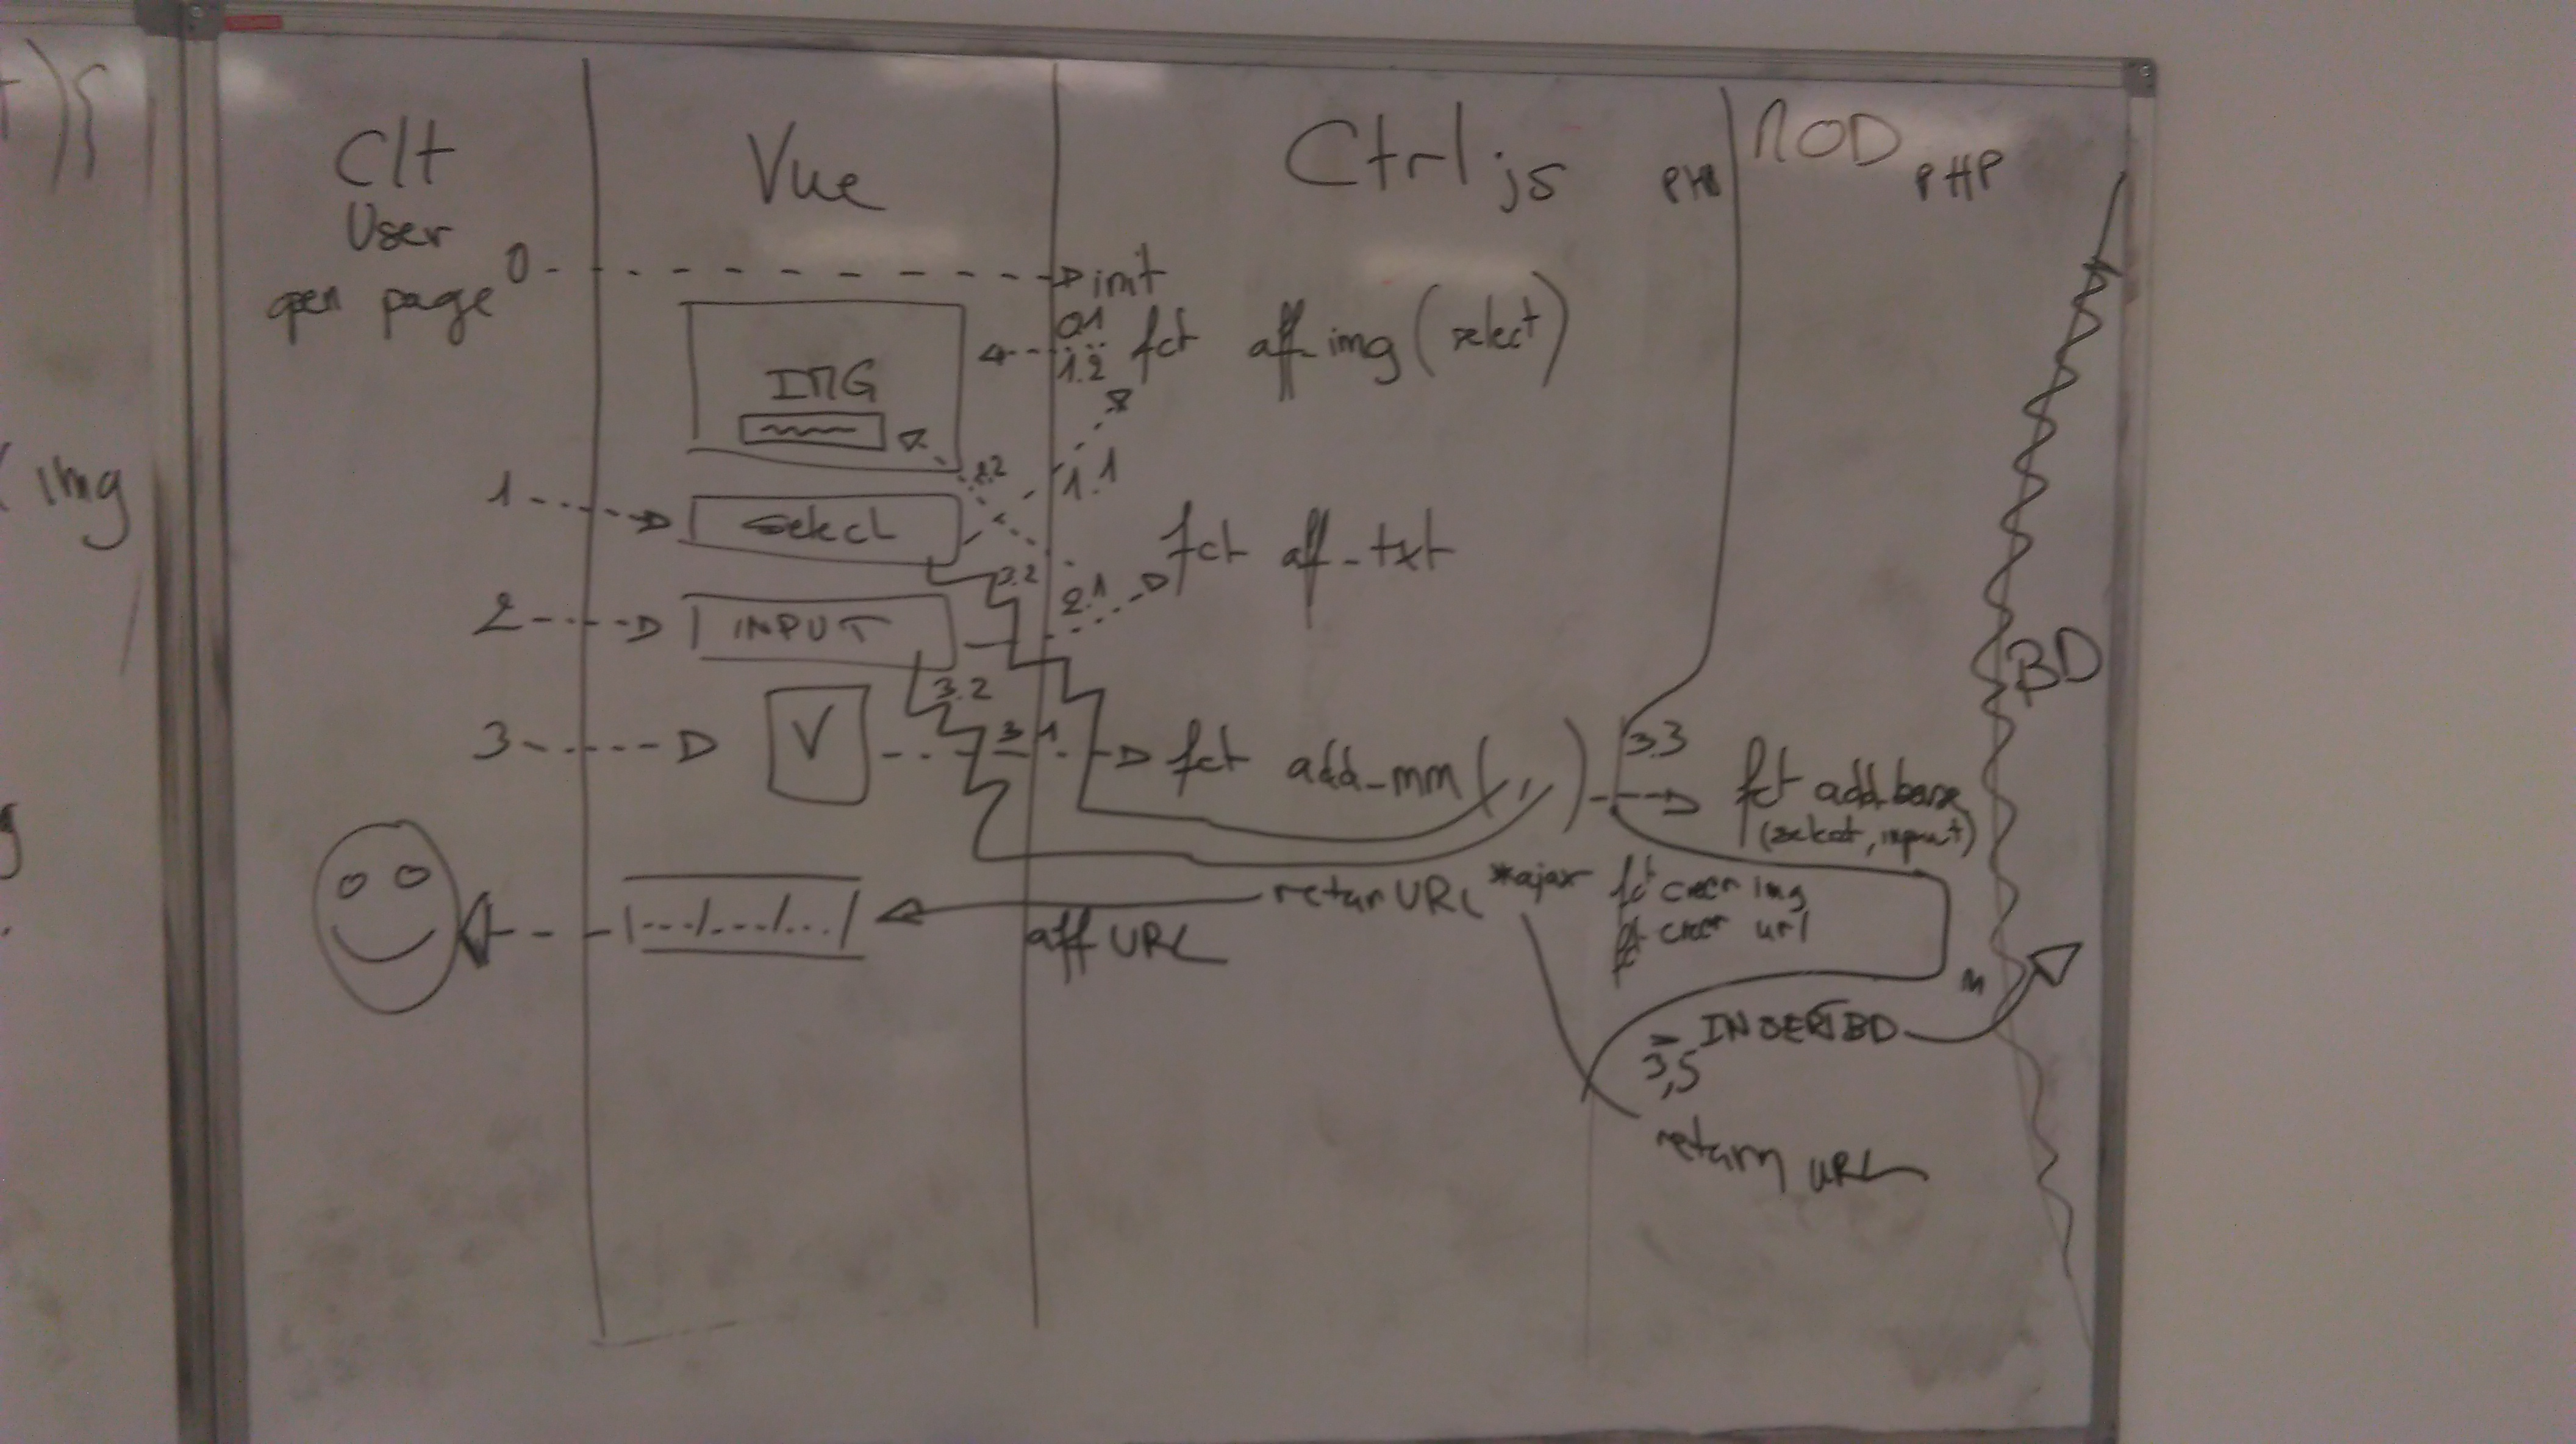 Clt
Vue
Ctrl js
PHP
MOD PHP
User
open page
0
init
0.1
1.2
fct aff_img (select)
IMG
2.2
img
1
Select
1.1
fct aff_txt
3.2
2.1
2
INPUT
BD
3.2
3
V
3.1
fct add_mm ( , )
3.3
fct add_base
(select, input)
retur URL *ajax
fct creer img
fct creer url
aff URL
INSERT BD
3,5
return URL